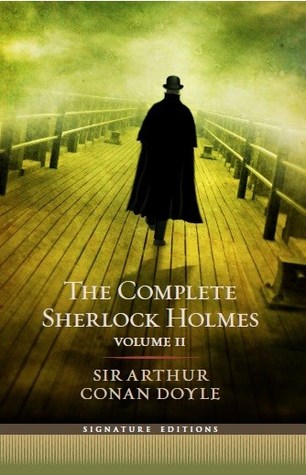 THE COMPLETE
SHERLOCK HOLMES
VOLUME II
SIR ARTHUR
CONAN DOYLE
SIGNATURE EDITIONS